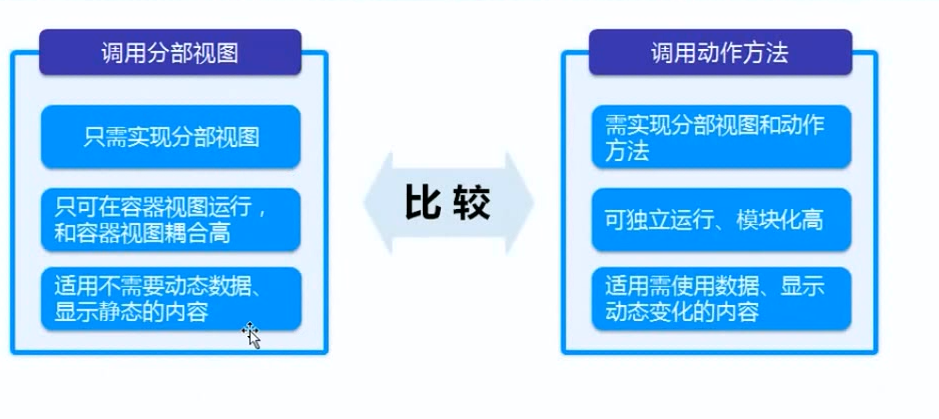 调用分部视图
只需实现分部视图
只可在容器视图运行，
和容器视图耦合高
适用不需要动态数据、
显示静态的内容
比较
调用动作方法
需实现分部视图和动作
方法
可独立运行、模块化高
适用需使用数据、显示
动态变化的内容